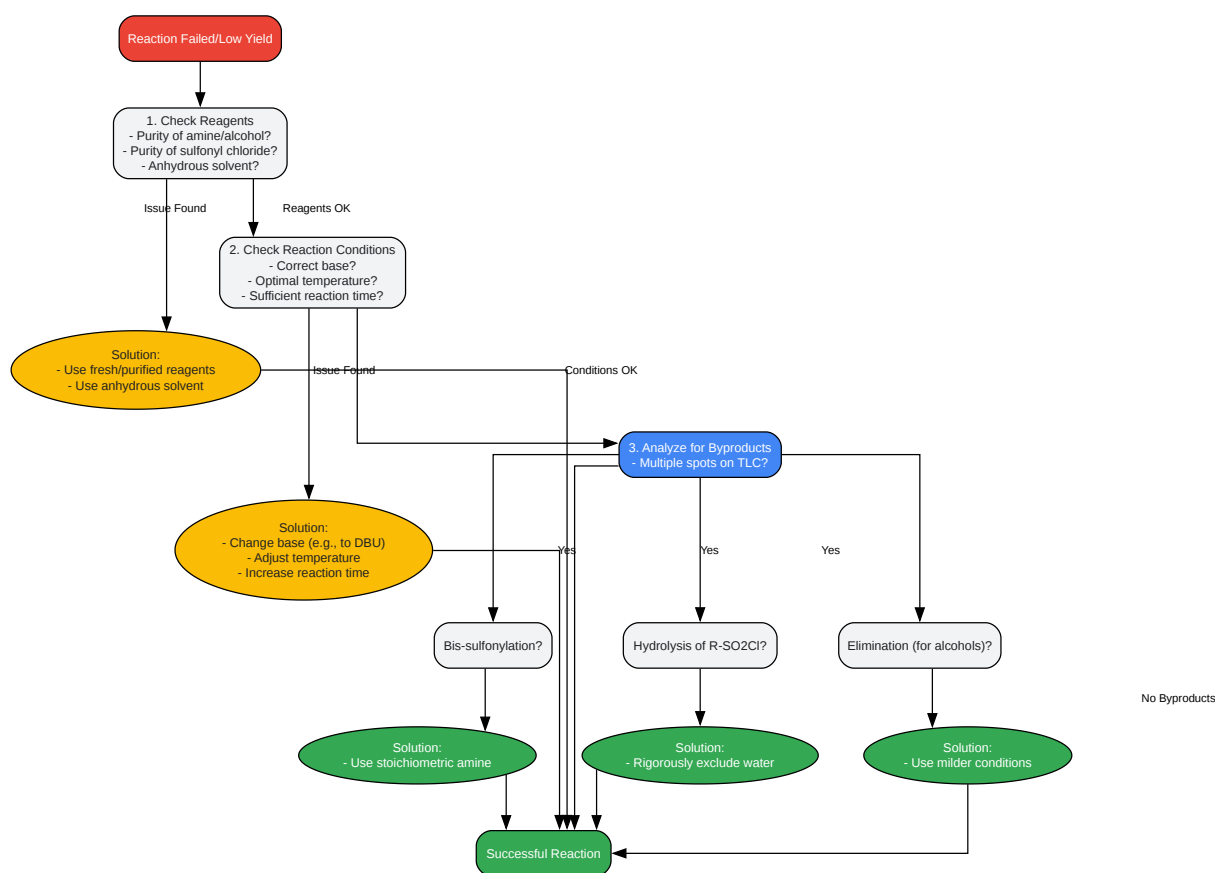 Reaction Failed/Low Yield
1. Check Reagents
- Purity of amine/alcohol?
- Purity of sulfonyl chloride?
- Anhydrous solvent?
Issue Found
Reagents OK
2. Check Reaction Conditions
- Correct base?
- Optimal temperature?
- Sufficient reaction time?
Solution:
- Use fresh/purified reagents
- Use anhydrous solvent
Issue Found
Conditions OK
3. Analyze for Byproducts
- Multiple spots on TLC?
Solution:
- Change base (e.g., to DBU)
- Adjust temperature
- Increase reaction time
Yes
Yes
Yes
Bis-sulfonylation?
Hydrolysis of R-SO2Cl?
Elimination (for alcohols)?
No Byproducts
Solution:
- Use stoichiometric amine
Solution:
- Rigorously exclude water
Solution:
- Use milder conditions
Successful Reaction